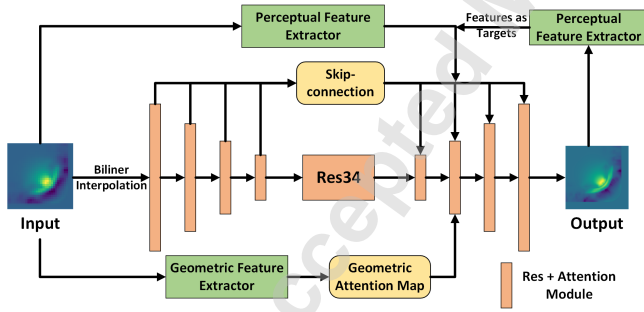 Perceptual Feature
Extractor
Features as
Targets
Perceptual
Feature Extractor
Skip-
connection
Biliner
Interpolation
Res34
Input
Output
Geometric Feature
Extractor
Geometric
Attention Map
Res + Attention
Module
ccepted M